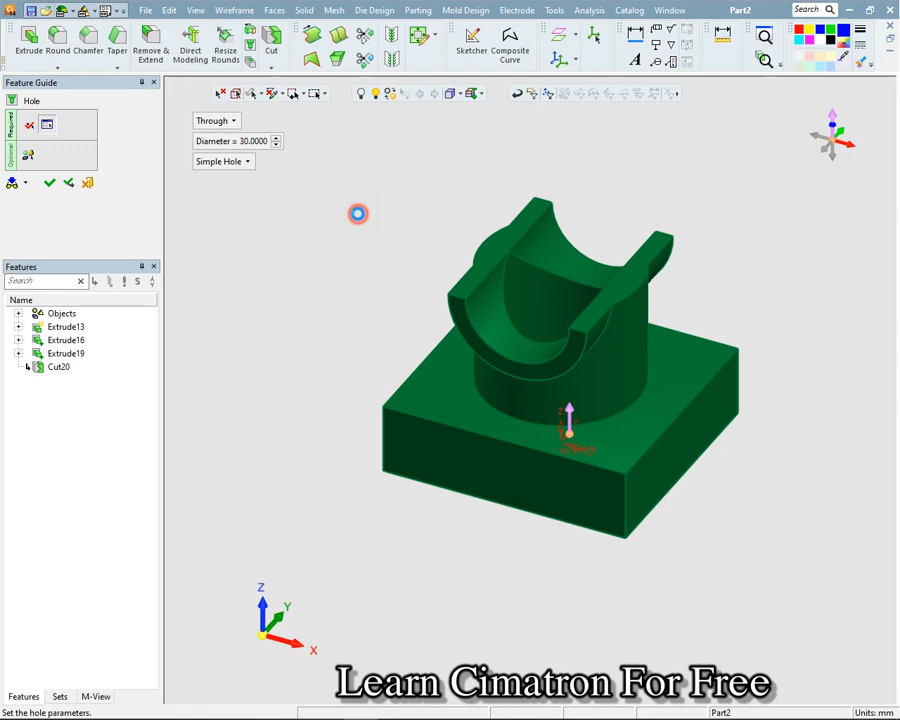 File Edit View Wireframe Faces Solid Mesh Die Design Parting Mold Design Electrode Tools Analysis Catalog Window Part2 Search
Extrude Round Chamfer Taper Remove & Extend Direct Modeling Resize Rounds Cut Sketcher Composite Curve
Feature Guide
Hole
Required
Optional
Through
Diameter = 30.0000
Simple Hole
Features
Search
S
Name
Objects
Extrude13
Extrude16
Extrude19
Cut20
Z
Y
X
Learn Cimatron For Free
Features Sets M-View
Set the hole parameters. Part2 Units: mm